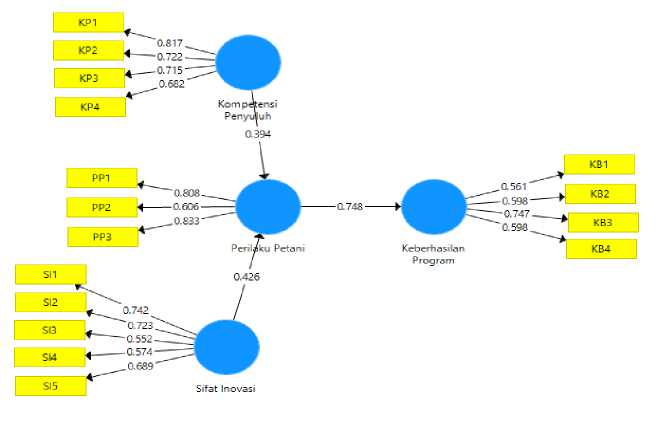 KP1
0.817
KP2
0.722
KP3
0.715
KP4
0.682
Kompetensi
Penyuluh
0.394
PP1
0.808
PP2
0.606
PP3
0.833
Perilaku Petani
0.748
KB1
0.561
KB2
0.598
KB3
0.747
KB4
0.598
Keberhasilan
Program
0.426
SI1
0.742
SI2
0.723
SI3
0.552
SI4
0.574
SI5
0.689
Sifat Inovasi